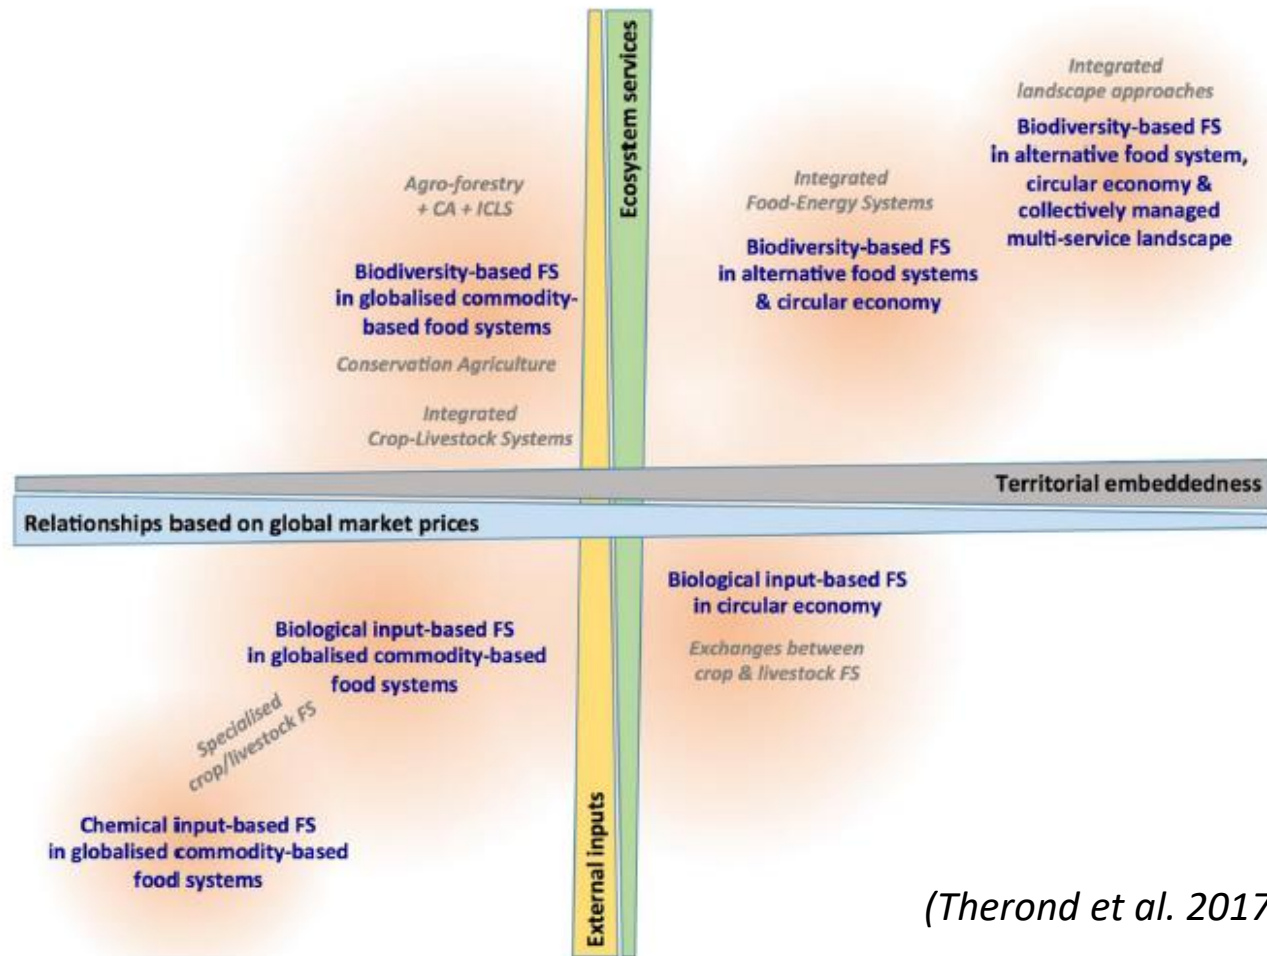 Ecosystem services
Integrated
landscape approaches
Biodiversity-based FS
in alternative food system,
circular economy &
collectively managed
multi-service landscape
Agro-forestry
+ CA + ICLS
Integrated
Food-Energy Systems
Biodiversity-based FS
in globalised commodity-
based food systems
Biodiversity-based FS
in alternative food systems
& circular economy
Conservation Agriculture
Integrated
Crop-Livestock Systems
Territorial embeddedness
Relationships based on global market prices
Biological input-based FS
in globalised commodity-based
food systems
Biological input-based FS
in circular economy
Exchanges between
crop & livestock FS
Specialised
crop/livestock FS
Chemical input-based FS
in globalised commodity-based
food systems
External inputs
(Therond et al. 2017